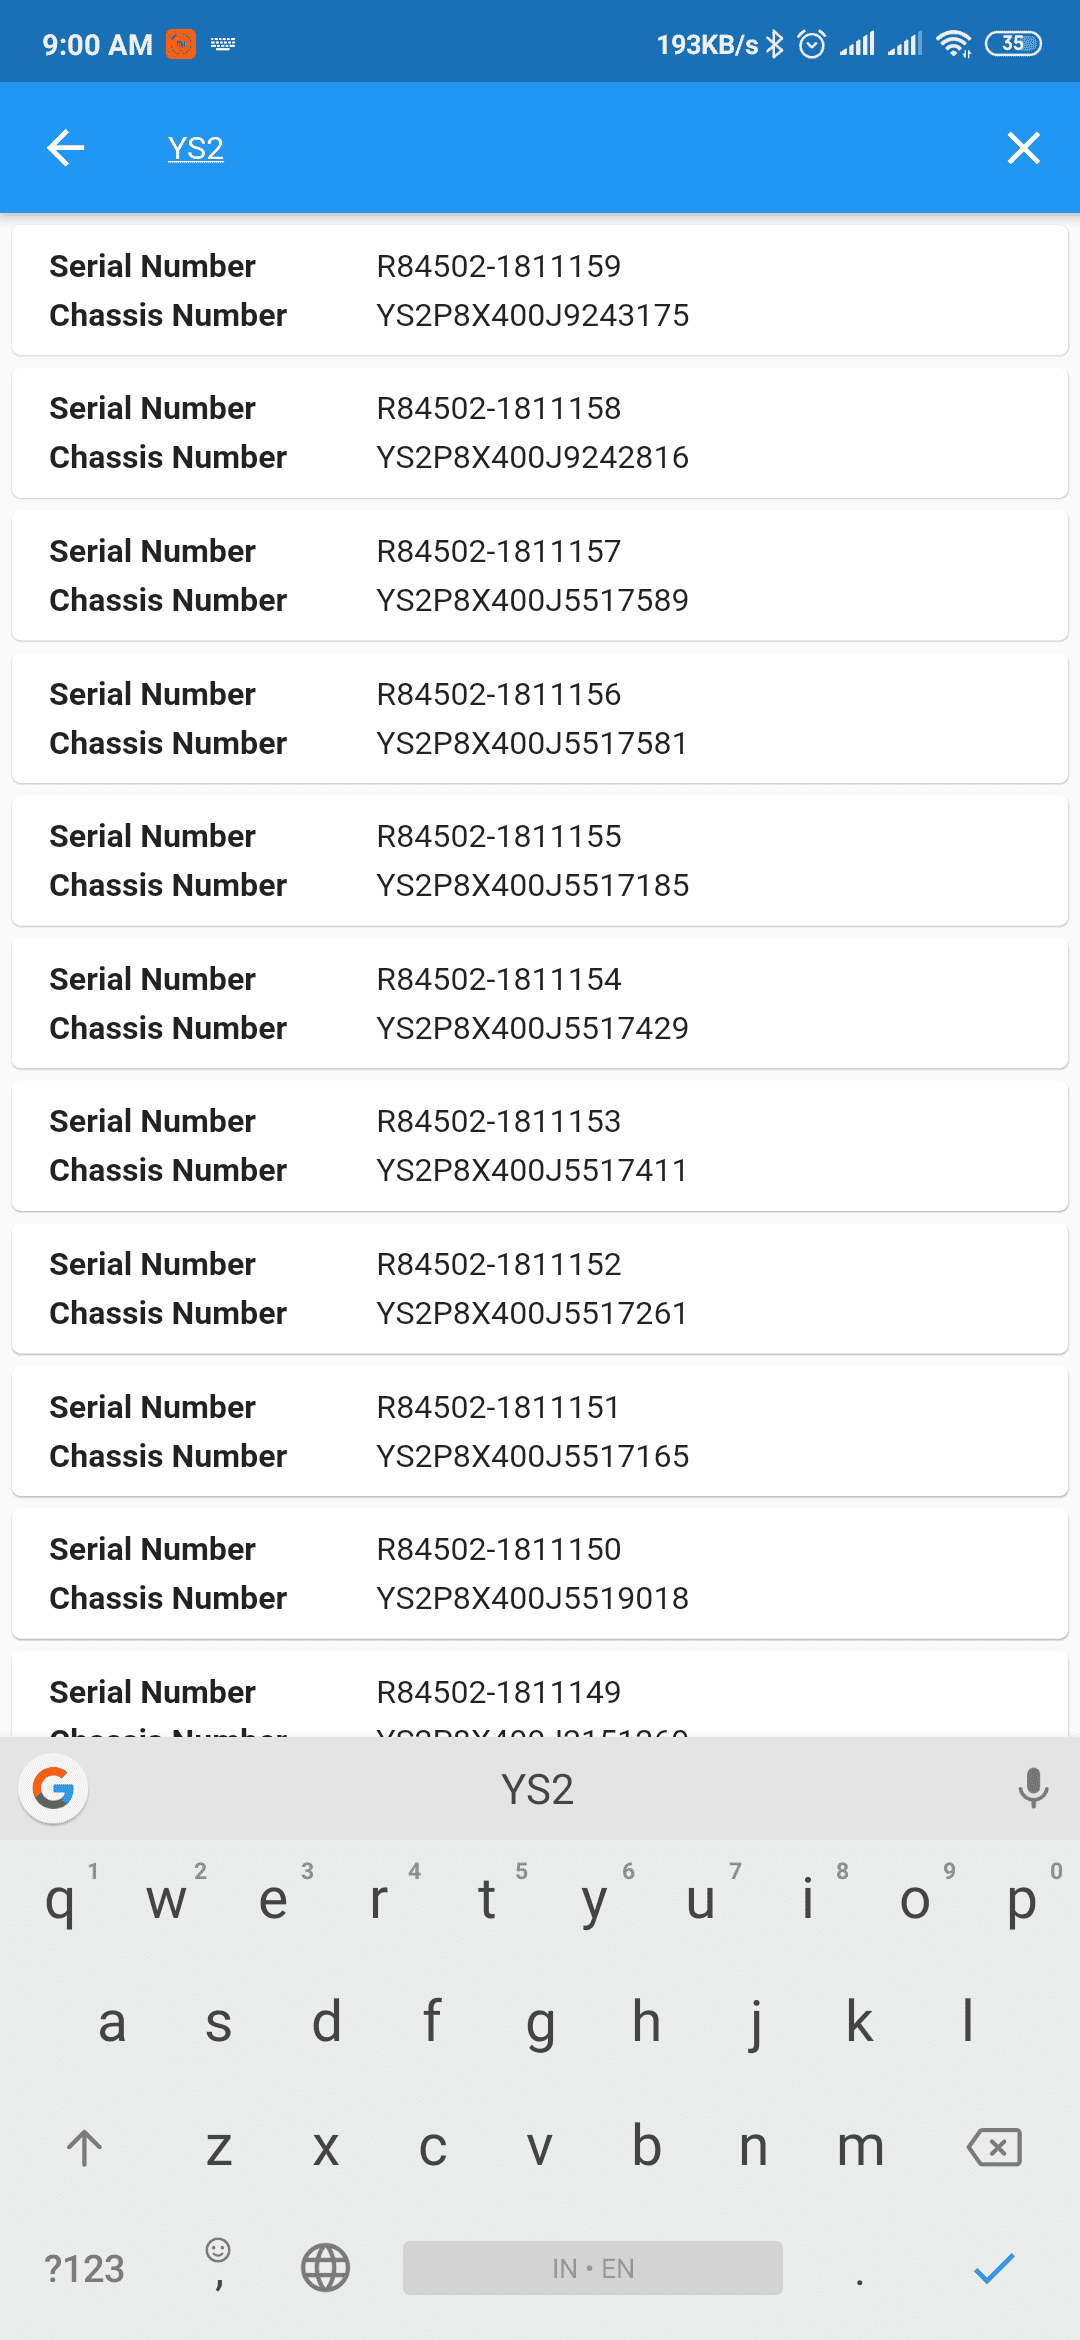 9:00 AM 193KB/s 35
YS2
Serial Number R84502-1811159
Chassis Number YS2P8X400J9243175
Serial Number R84502-1811158
Chassis Number YS2P8X400J9242816
Serial Number R84502-1811157
Chassis Number YS2P8X400J5517589
Serial Number R84502-1811156
Chassis Number YS2P8X400J5517581
Serial Number R84502-1811155
Chassis Number YS2P8X400J5517185
Serial Number R84502-1811154
Chassis Number YS2P8X400J5517429
Serial Number R84502-1811153
Chassis Number YS2P8X400J5517411
Serial Number R84502-1811152
Chassis Number YS2P8X400J5517261
Serial Number R84502-1811151
Chassis Number YS2P8X400J5517165
Serial Number R84502-1811150
Chassis Number YS2P8X400J5519018
Serial Number R84502-1811149
Chassis Number
YS2
q 1 w 2 e 3 r 4 t 5 y 6 u 7 i 8 o 9 p 0
a s d f g h j k l
z x c v b n m
?123 , IN • EN .